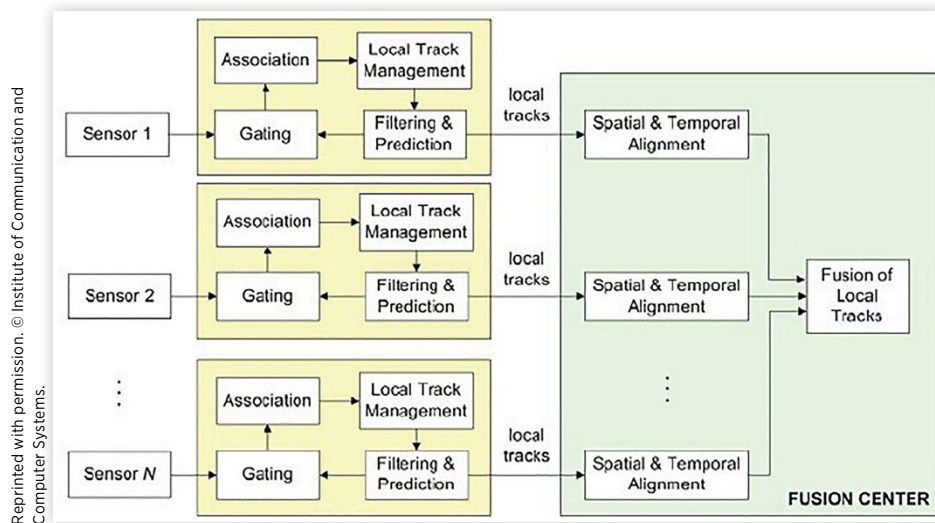 Reprinted with permission. © Institute of Communication and
Computer Systems.
Sensor 1
Association
Local Track
Management
Gating
Filtering &
Prediction
local
tracks
Spatial & Temporal
Alignment
Sensor 2
Association
Local Track
Management
Gating
Filtering &
Prediction
local
tracks
Spatial & Temporal
Alignment
Fusion of
Local
Tracks
Sensor N
Association
Local Track
Management
Gating
Filtering &
Prediction
local
tracks
Spatial & Temporal
Alignment
FUSION CENTER